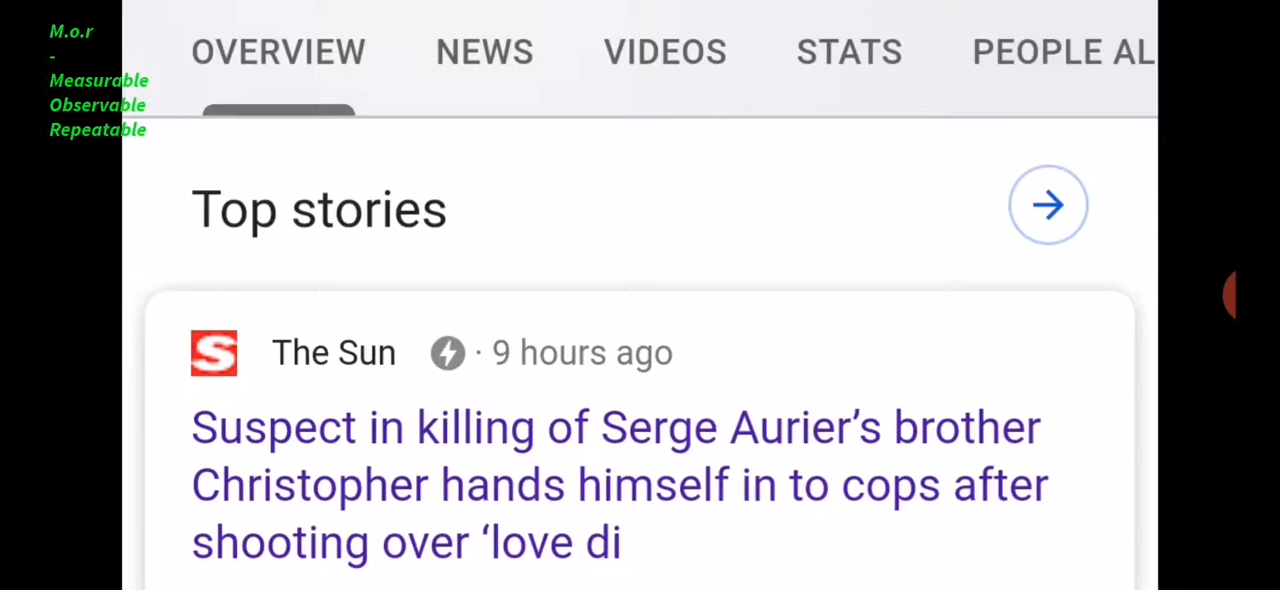 M.o.r
-
Measurable
Observable
Repeatable
OVERVIEW NEWS VIDEOS STATS PEOPLE AL
Top stories
S The Sun · 9 hours ago
Suspect in killing of Serge Aurier’s brother
Christopher hands himself in to cops after
shooting over ‘love di